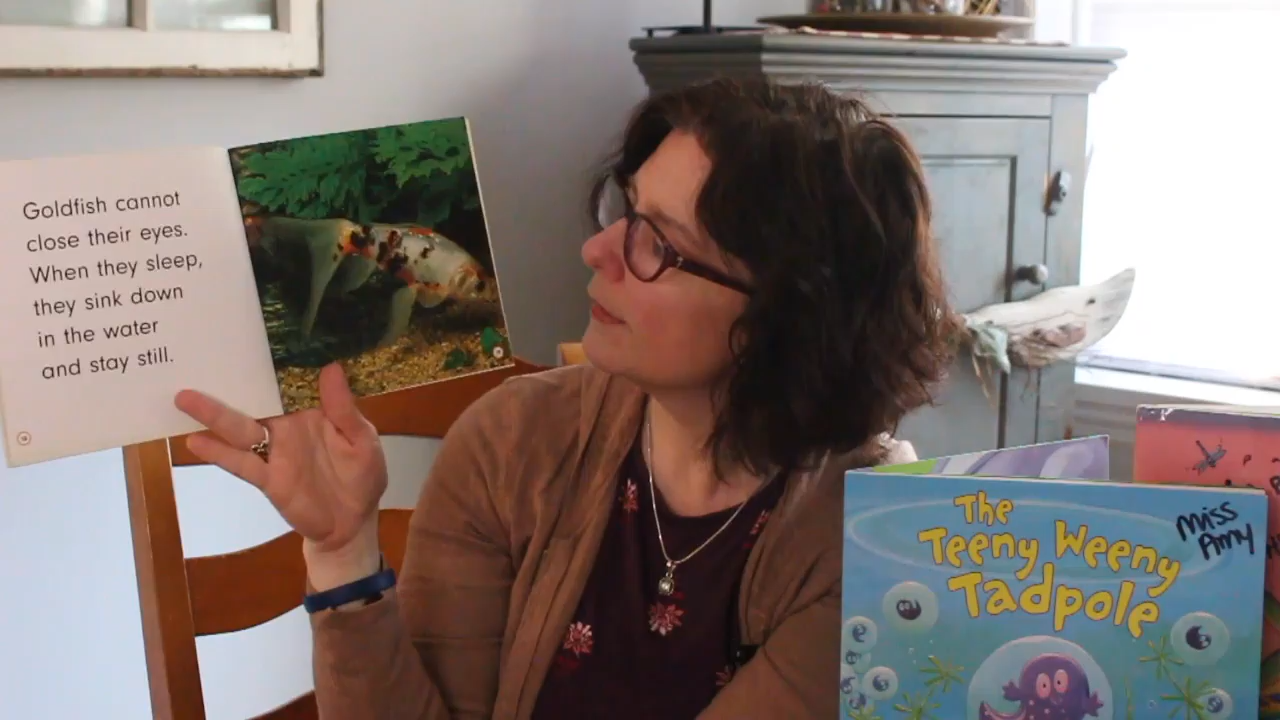 Goldfish cannot
close their eyes.
When they sleep,
they sink down
in the water
and stay still.
The
Teeny Weeny
Tadpole
Miss
Amy